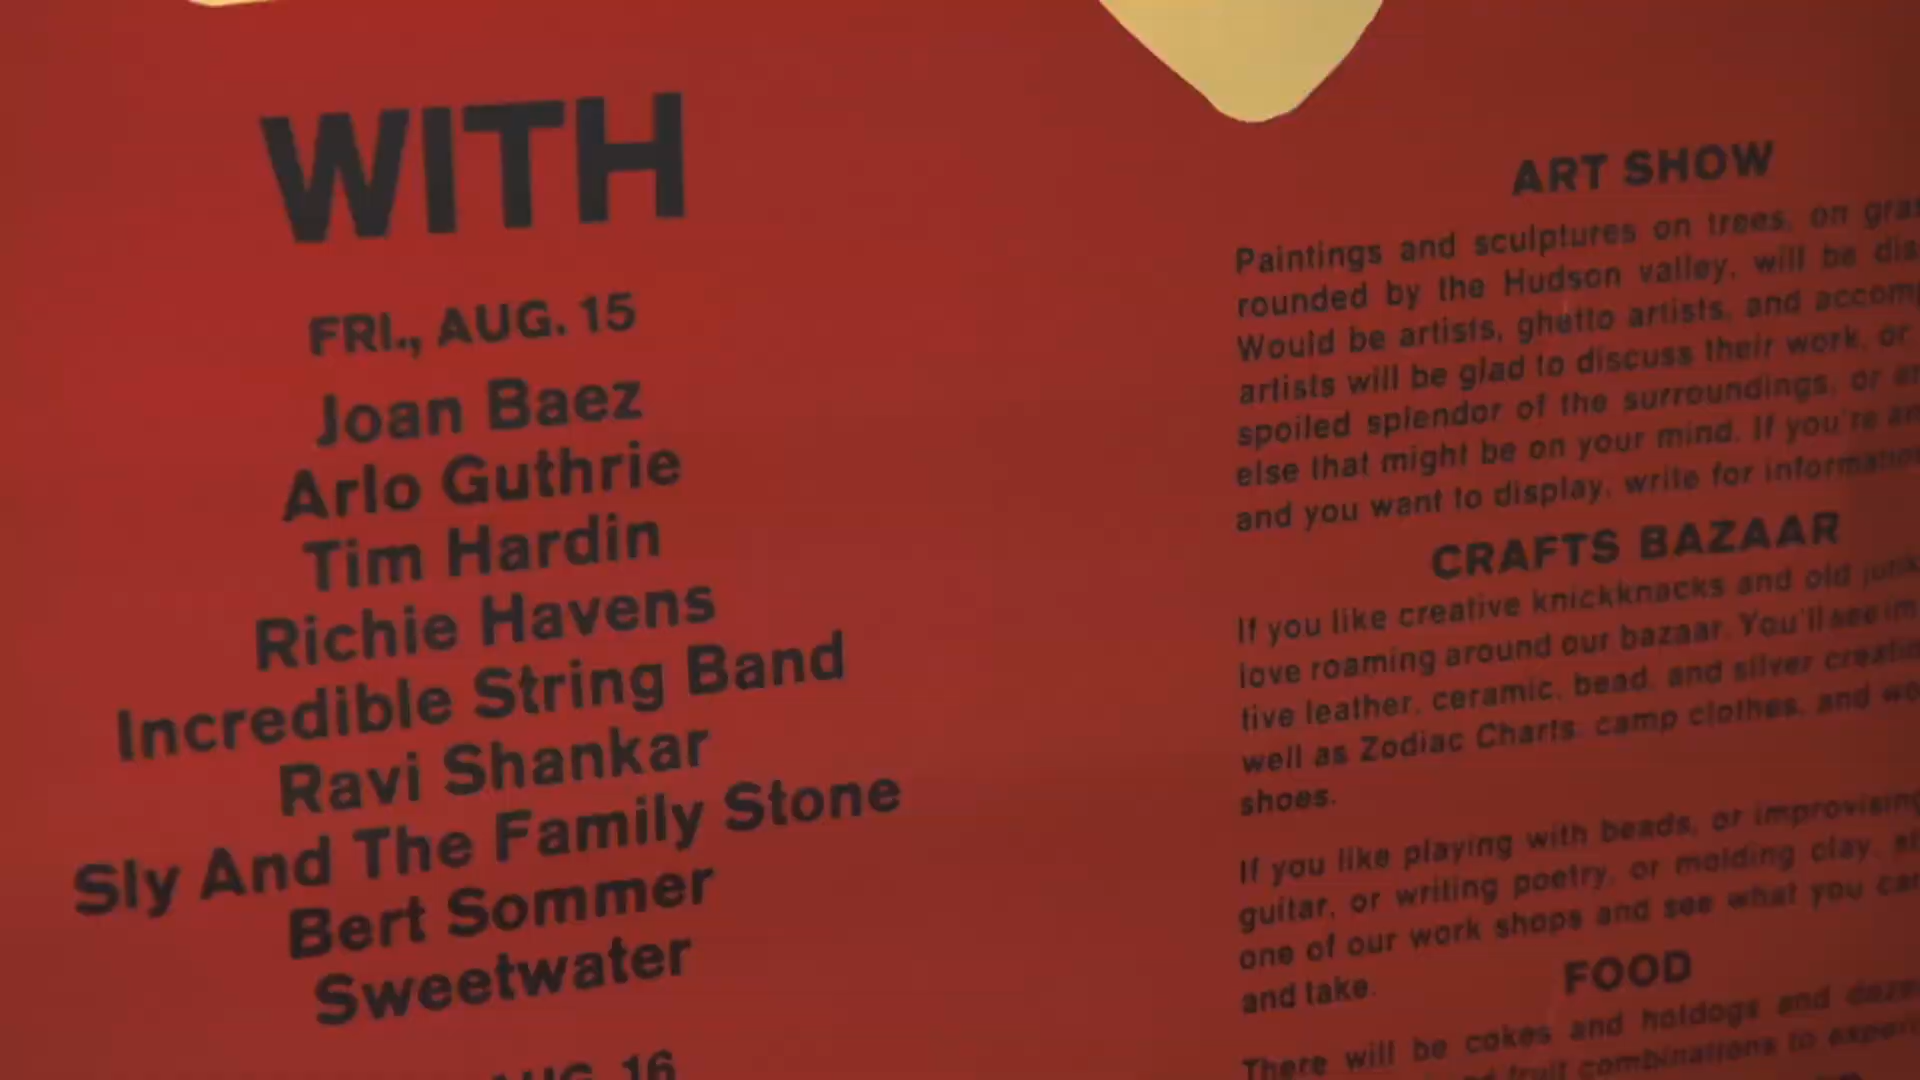 WITH
FRI., AUG. 15
Joan Baez
Arlo Guthrie
Tim Hardin
Richie Havens
Incredible String Band
Ravi Shankar
Sly And The Family Stone
Bert Sommer
Sweetwater
AUG. 16
ART SHOW
Paintings and sculptures on trees, on
rounded by the Hudson valley, will be
Would be artists, ghetto artists, and
artists will be glad to discuss their work, or
spoiled splendor of the surroundings, or
else that might be on your mind. If you're
and you want to display, write for
CRAFTS BAZAAR
If you like creative knickknacks and old
love roaming around our bazaar. You'll see
tive leather, ceramic, bead, and silver
well as Zodiac Charts, camp clothes, and
shoes.
If you like playing with beads, or improvising
guitar, or writing poetry, or molding clay,
one of our work shops and see what you
and take.
FOOD
There will be cokes and hotdogs and
fruit combinations to